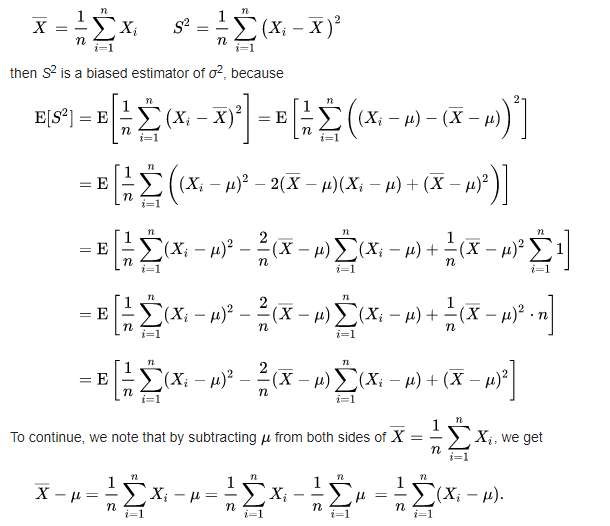 $\overline{X} = \frac{1}{n}\sum_{i=1}^{n} X_i \qquad S^2 = \frac{1}{n}\sum_{i=1}^{n}\left(X_i - \overline{X}\right)^2$
then $S^2$ is a biased estimator of $\sigma^2$, because
$\mathrm{E}[S^2] = \mathrm{E}\left[\frac{1}{n}\sum_{i=1}^{n}\left(X_i - \overline{X}\right)^2\right] = \mathrm{E}\left[\frac{1}{n}\sum_{i=1}^{n}\left((X_i - \mu) - (\overline{X} - \mu)\right)^2\right]$
$= \mathrm{E}\left[\frac{1}{n}\sum_{i=1}^{n}\left((X_i - \mu)^2 - 2(\overline{X} - \mu)(X_i - \mu) + (\overline{X} - \mu)^2\right)\right]$
$= \mathrm{E}\left[\frac{1}{n}\sum_{i=1}^{n}(X_i - \mu)^2 - \frac{2}{n}(\overline{X} - \mu)\sum_{i=1}^{n}(X_i - \mu) + \frac{1}{n}(\overline{X} - \mu)^2\sum_{i=1}^{n}1\right]$
$= \mathrm{E}\left[\frac{1}{n}\sum_{i=1}^{n}(X_i - \mu)^2 - \frac{2}{n}(\overline{X} - \mu)\sum_{i=1}^{n}(X_i - \mu) + \frac{1}{n}(\overline{X} - \mu)^2 \cdot n\right]$
$= \mathrm{E}\left[\frac{1}{n}\sum_{i=1}^{n}(X_i - \mu)^2 - \frac{2}{n}(\overline{X} - \mu)\sum_{i=1}^{n}(X_i - \mu) + (\overline{X} - \mu)^2\right]$
To continue, we note that by subtracting $\mu$ from both sides of $\overline{X} = \frac{1}{n}\sum_{i=1}^{n} X_i$, we get
$\overline{X} - \mu = \frac{1}{n}\sum_{i=1}^{n} X_i - \mu = \frac{1}{n}\sum_{i=1}^{n} X_i - \frac{1}{n}\sum_{i=1}^{n}\mu = \frac{1}{n}\sum_{i=1}^{n}(X_i - \mu).$